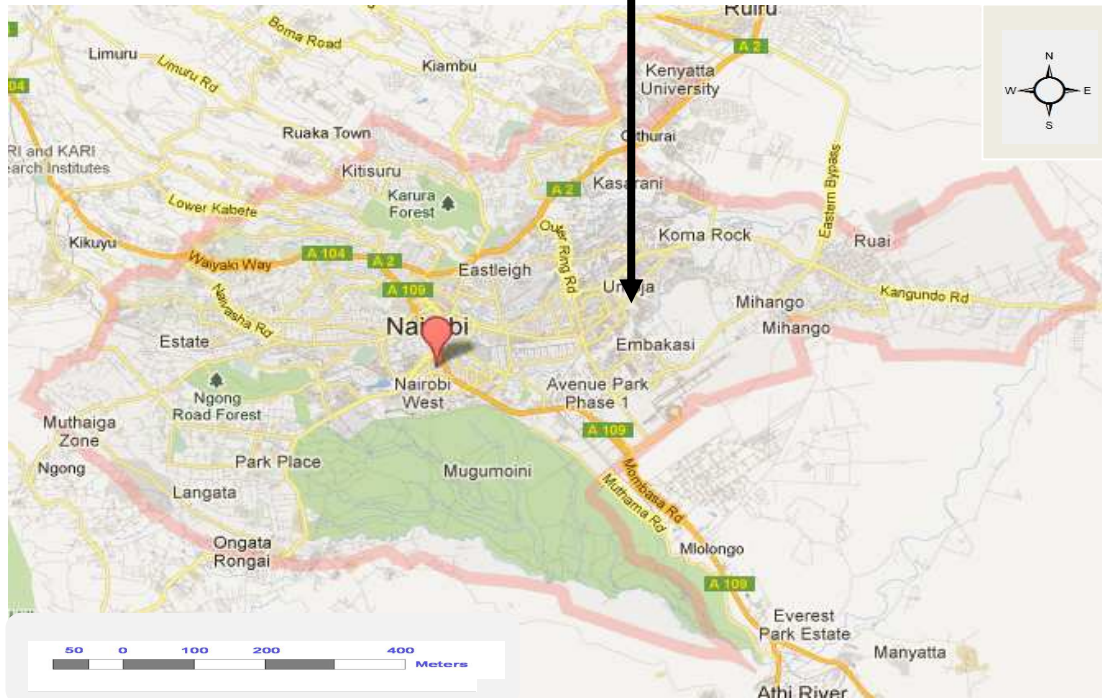 Ruiru
Boma Road
A 2
Limuru
Limuru Rd
Kiambu
Kenyatta
University
N
W
E
S
04
Ruaka Town
Githurai
RI and KARI
earch Institutes
Kitisuru
Karura
Forest
A 2
Kasarani
Eastern Bypass
Lower Kabete
Kikuyu
Waiyaki Way
A 104
A 2
Outer Ring Rd
Koma Rock
Ruai
Eastleigh
A 109
Umoja
Kangundo Rd
Naivasha Rd
Nairobi
Mihango
Mihango
Estate
Embakasi
Nairobi
West
Avenue Park
Phase 1
Ngong
Road Forest
Muthaiga
Zone
A 109
Ngong
Park Place
Mugumoini
Mombasa Rd
Langata
Muthama Rd
Ongata
Rongai
Mlolongo
A 109
Everest
Park Estate
Manyatta
50 0 100 200 400
Meters
Athi River